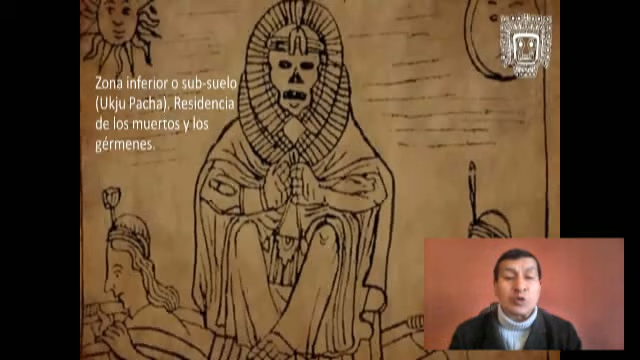 Zona inferior o sub-suelo
(Ukju Pacha). Residencia
de los muertos y los
gérmenes.